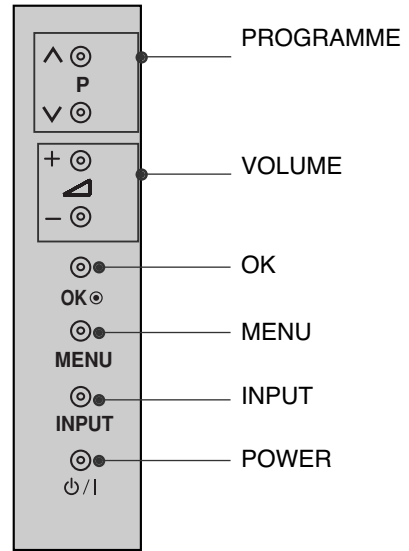 PROGRAMME
P
VOLUME
+
−
OK
OK
MENU
MENU
INPUT
INPUT
POWER
/ I